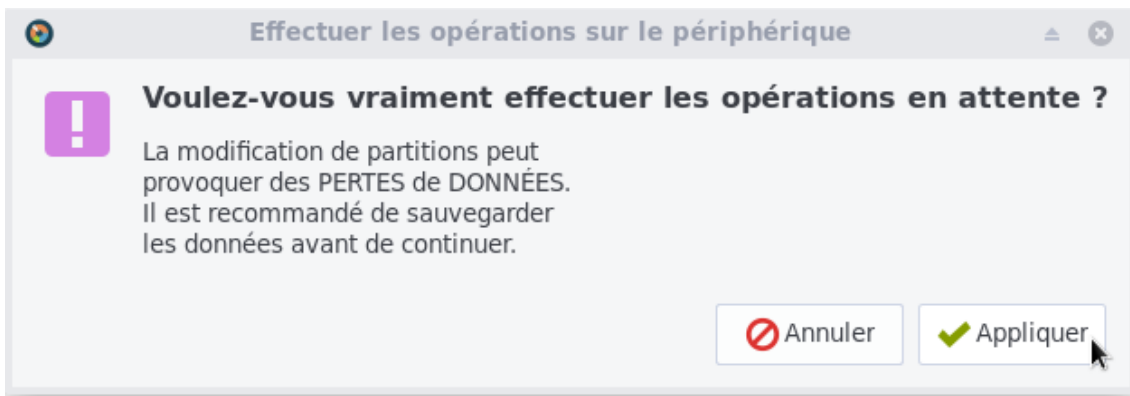 Effectuer les opérations sur le périphérique
Voulez-vous vraiment effectuer les opérations en attente ?
La modification de partitions peut
provoquer des PERTES de DONNÉES.
Il est recommandé de sauvegarder
les données avant de continuer.
Annuler
Appliquer